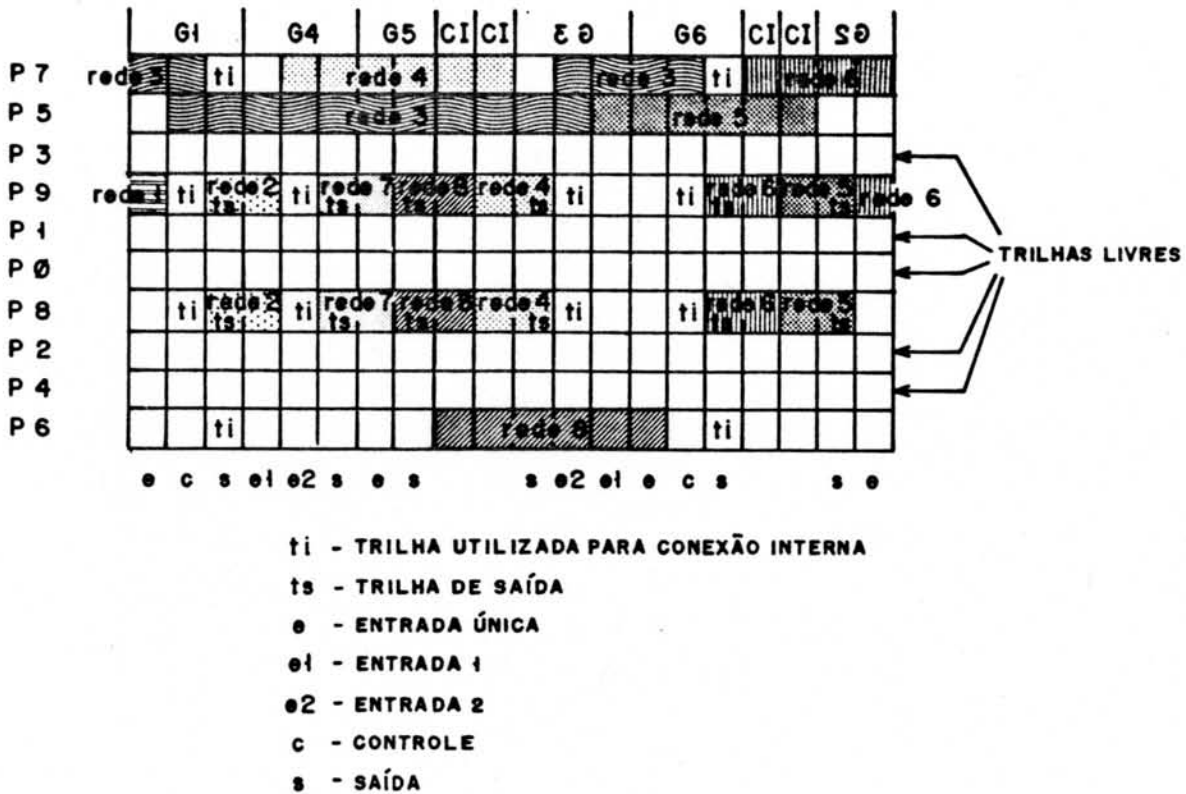 G1 G4 G5 CI CI G3 G6 CI CI G2
P 7 rede 5 ti rede 4 rede 3 ti rede 6
P 5 rede 3 rede 5
P 3
P 9 rede 1 ti rede 2 ts ti rede 7 ts rede 8 rede 4 ts ti ti rede 6 ts rede 5 ts rede 6
P 1
TRILHAS LIVRES
P Ø
P 8 ti rede 2 ts ti rede 7 ts rede 8 rede 4 ts ti ti rede 6 ts rede 5 ts
P 2
P 4
P 6 ti rede 8 ti
e c s e1 e2 s e s s e2 e1 e c s s e
ti - TRILHA UTILIZADA PARA CONEXÃO INTERNA
ts - TRILHA DE SAÍDA
e - ENTRADA ÚNICA
e1 - ENTRADA 1
e2 - ENTRADA 2
c - CONTROLE
s - SAÍDA